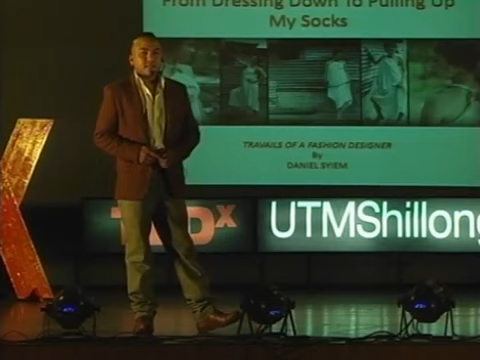 From Dressing Down To Pulling Up
My Socks
TRAVAILS OF A FASHION DESIGNER
By
DANIEL SYIEM
TEDx
UTMShillong